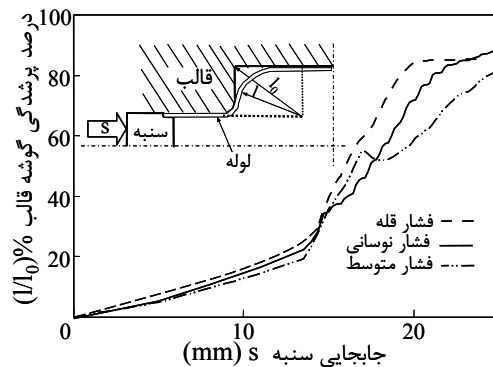 درصد پرشدگی گوشه قالب %(l/l₀)
100
80
60
40
20
0
0
10
20
جابجایی سنبه s (mm)
قالب
l₀
l
s
سنبه
لوله
فشار قله
فشار نوسانی
فشار متوسط